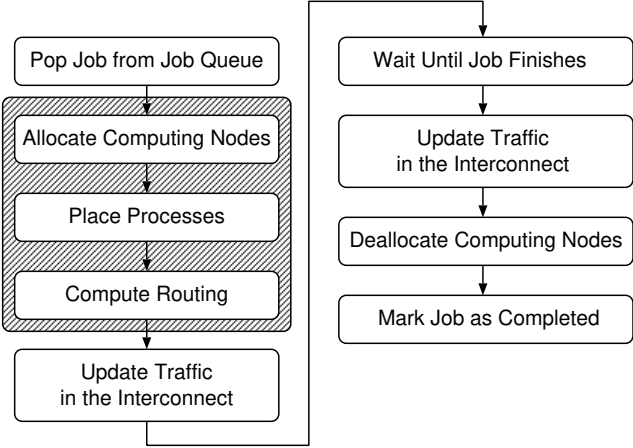 Pop Job from Job Queue
Allocate Computing Nodes
Place Processes
Compute Routing
Update Traffic
in the Interconnect
Wait Until Job Finishes
Update Traffic
in the Interconnect
Deallocate Computing Nodes
Mark Job as Completed